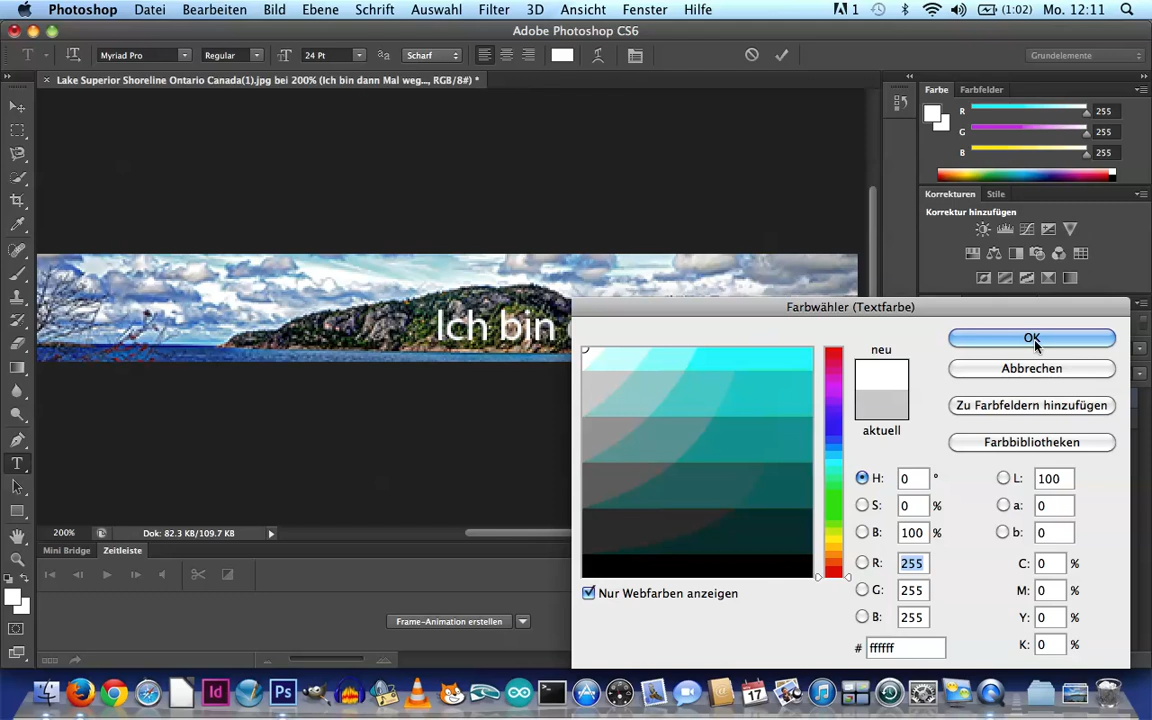 Photoshop Datei Bearbeiten Bild Ebene Schrift Auswahl Filter 3D Ansicht Fenster Hilfe 1 (1:02) Mo. 12:11
Adobe Photoshop CS6
T Myriad Pro Regular 24 Pt Scharf Grundelemente
× Lake Superior Shoreline Ontario Canada(1).jpg bei 200% (Ich bin dann Mal weg..., RGB/8#) *
Farbe Farbfelder
R 255
G 255
B 255
Korrekturen Stile
Korrektur hinzufügen
Ich bin
Farbwähler (Textfarbe)
OK
neu
Abbrechen
Zu Farbfeldern hinzufügen
aktuell
Farbbibliotheken
H: 0 ° L: 100
S: 0 % a: 0
B: 100 % b: 0
R: 255 C: 0 %
G: 255 M: 0 %
B: 255 Y: 0 %
# ffffff K: 0 %
Nur Webfarben anzeigen
200% Dok: 82.3 KB/109.7 KB
Mini Bridge Zeitleiste
Frame-Animation erstellen
Id Ps 17